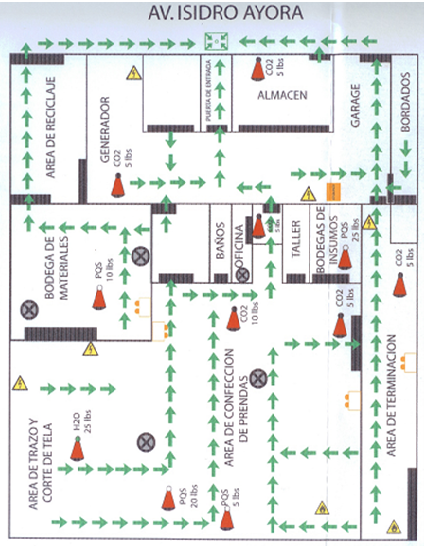 AV. ISIDRO AYORA
AREA DE RECICLAJE
GENERADOR
CO2
5 lbs
PUERTA DE ENTRADA
CO2
5 lbs
ALMACEN
GARAGE
BORDADOS
BODEGA DE
MATERIALES
PQS
10 lbs
BAÑOS
OFICINA
5 lbs
TALLER
BODEGAS DE
INSUMOS
PQS
25 lbs
CO2
5 lbs
CO2
10 lbs
CO2
5 lbs
AREA DE TRAZO Y
CORTE DE TELA
H2O
25 lbs
AREA DE CONFECCION
DE PRENDAS
PQS
20 lbs
PQS
5 lbs
AREA DE TERMINACION